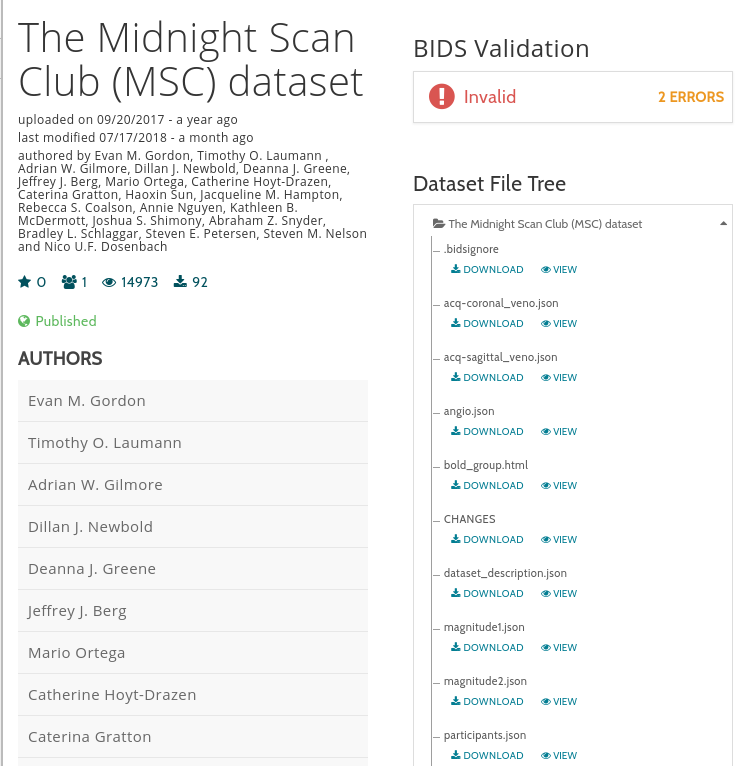 The Midnight Scan
Club (MSC) dataset
uploaded on 09/20/2017 - a year ago
last modified 07/17/2018 - a month ago
authored by Evan M. Gordon, Timothy O. Laumann ,
Adrian W. Gilmore, Dillan J. Newbold, Deanna J. Greene,
Jeffrey J. Berg, Mario Ortega, Catherine Hoyt-Drazen,
Caterina Gratton, Haoxin Sun, Jacqueline M. Hampton,
Rebecca S. Coalson, Annie Nguyen, Kathleen B.
McDermott, Joshua S. Shimony, Abraham Z. Snyder,
Bradley L. Schlaggar, Steven E. Petersen, Steven M. Nelson
and Nico U.F. Dosenbach
0 1 14973 92
Published
AUTHORS
Evan M. Gordon
Timothy O. Laumann
Adrian W. Gilmore
Dillan J. Newbold
Deanna J. Greene
Jeffrey J. Berg
Mario Ortega
Catherine Hoyt-Drazen
Caterina Gratton
BIDS Validation
Invalid 2 ERRORS
Dataset File Tree
The Midnight Scan Club (MSC) dataset
.bidsignore
DOWNLOAD VIEW
acq-coronal_veno.json
DOWNLOAD VIEW
acq-sagittal_veno.json
DOWNLOAD VIEW
angio.json
DOWNLOAD VIEW
bold_group.html
DOWNLOAD VIEW
CHANGES
DOWNLOAD VIEW
dataset_description.json
DOWNLOAD VIEW
magnitude1.json
DOWNLOAD VIEW
magnitude2.json
DOWNLOAD VIEW
participants.json
DOWNLOAD VIEW